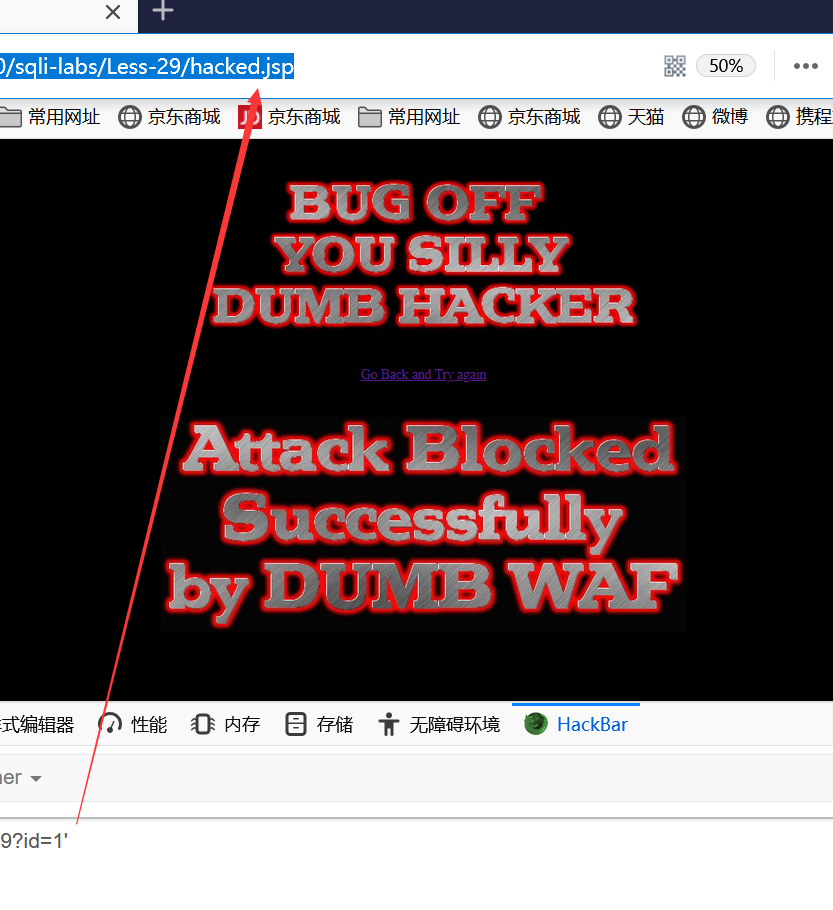 0/sqli-labs/Less-29/hacked.jsp
50%
常用网址 京东商城 JD 京东商城 常用网址 京东商城 天猫 微博 携程
BUG OFF
YOU SILLY
DUMB HACKER
Go Back and Try again
Attack Blocked
Successfully
by DUMB WAF
式编辑器 性能 内存 存储 无障碍环境 HackBar
her
9?id=1'